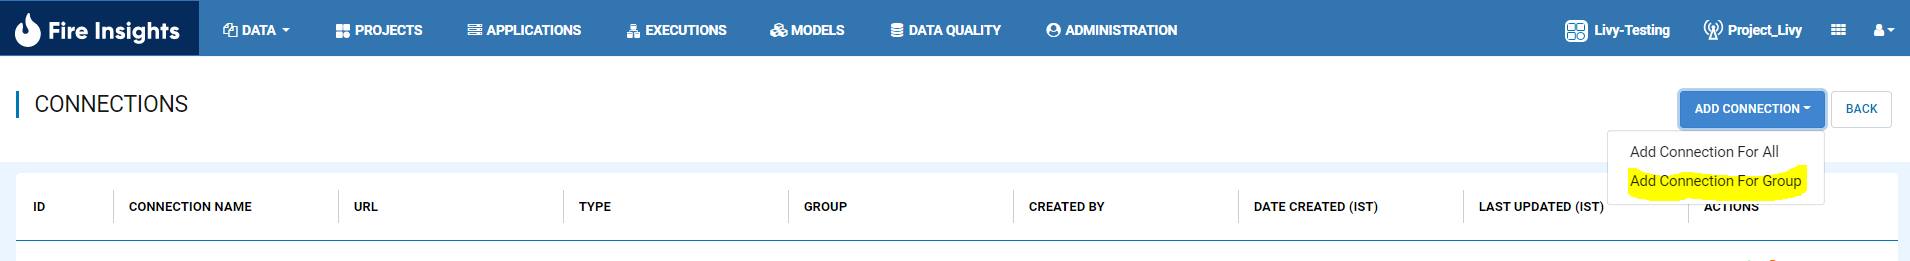 Fire Insights DATA PROJECTS APPLICATIONS EXECUTIONS MODELS DATA QUALITY ADMINISTRATION Livy-Testing Project_Livy
CONNECTIONS ADD CONNECTION BACK
Add Connection For All
Add Connection For Group
ID CONNECTION NAME URL TYPE GROUP CREATED BY DATE CREATED (IST) LAST UPDATED (IST) ACTIONS